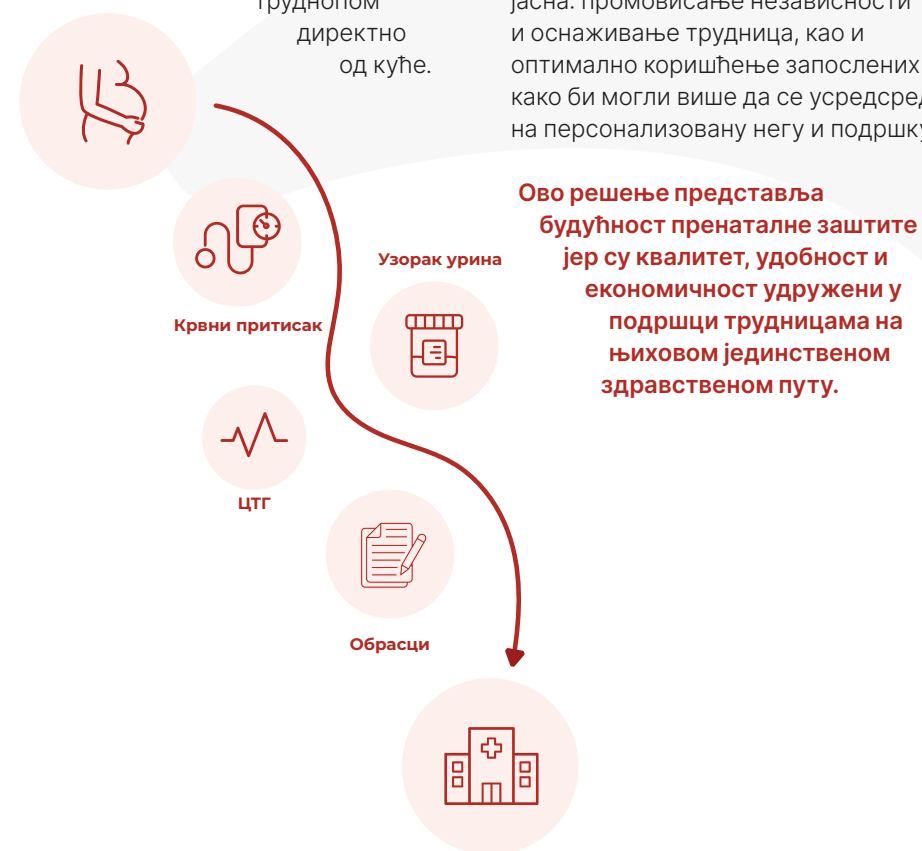 директно
од куће.
и оснаживање трудница, као и
оптимално коришћење запослених
како би могли више да се
на персонализовану негу и
Ово решење представља
будућност пренаталне заштите
јер су квалитет, удобност и
економичност удружени у
подршци трудницама на
њиховом јединственом
здравственом путу.
Узорак урина
Крвни притисак
ЦТГ
Обрасци